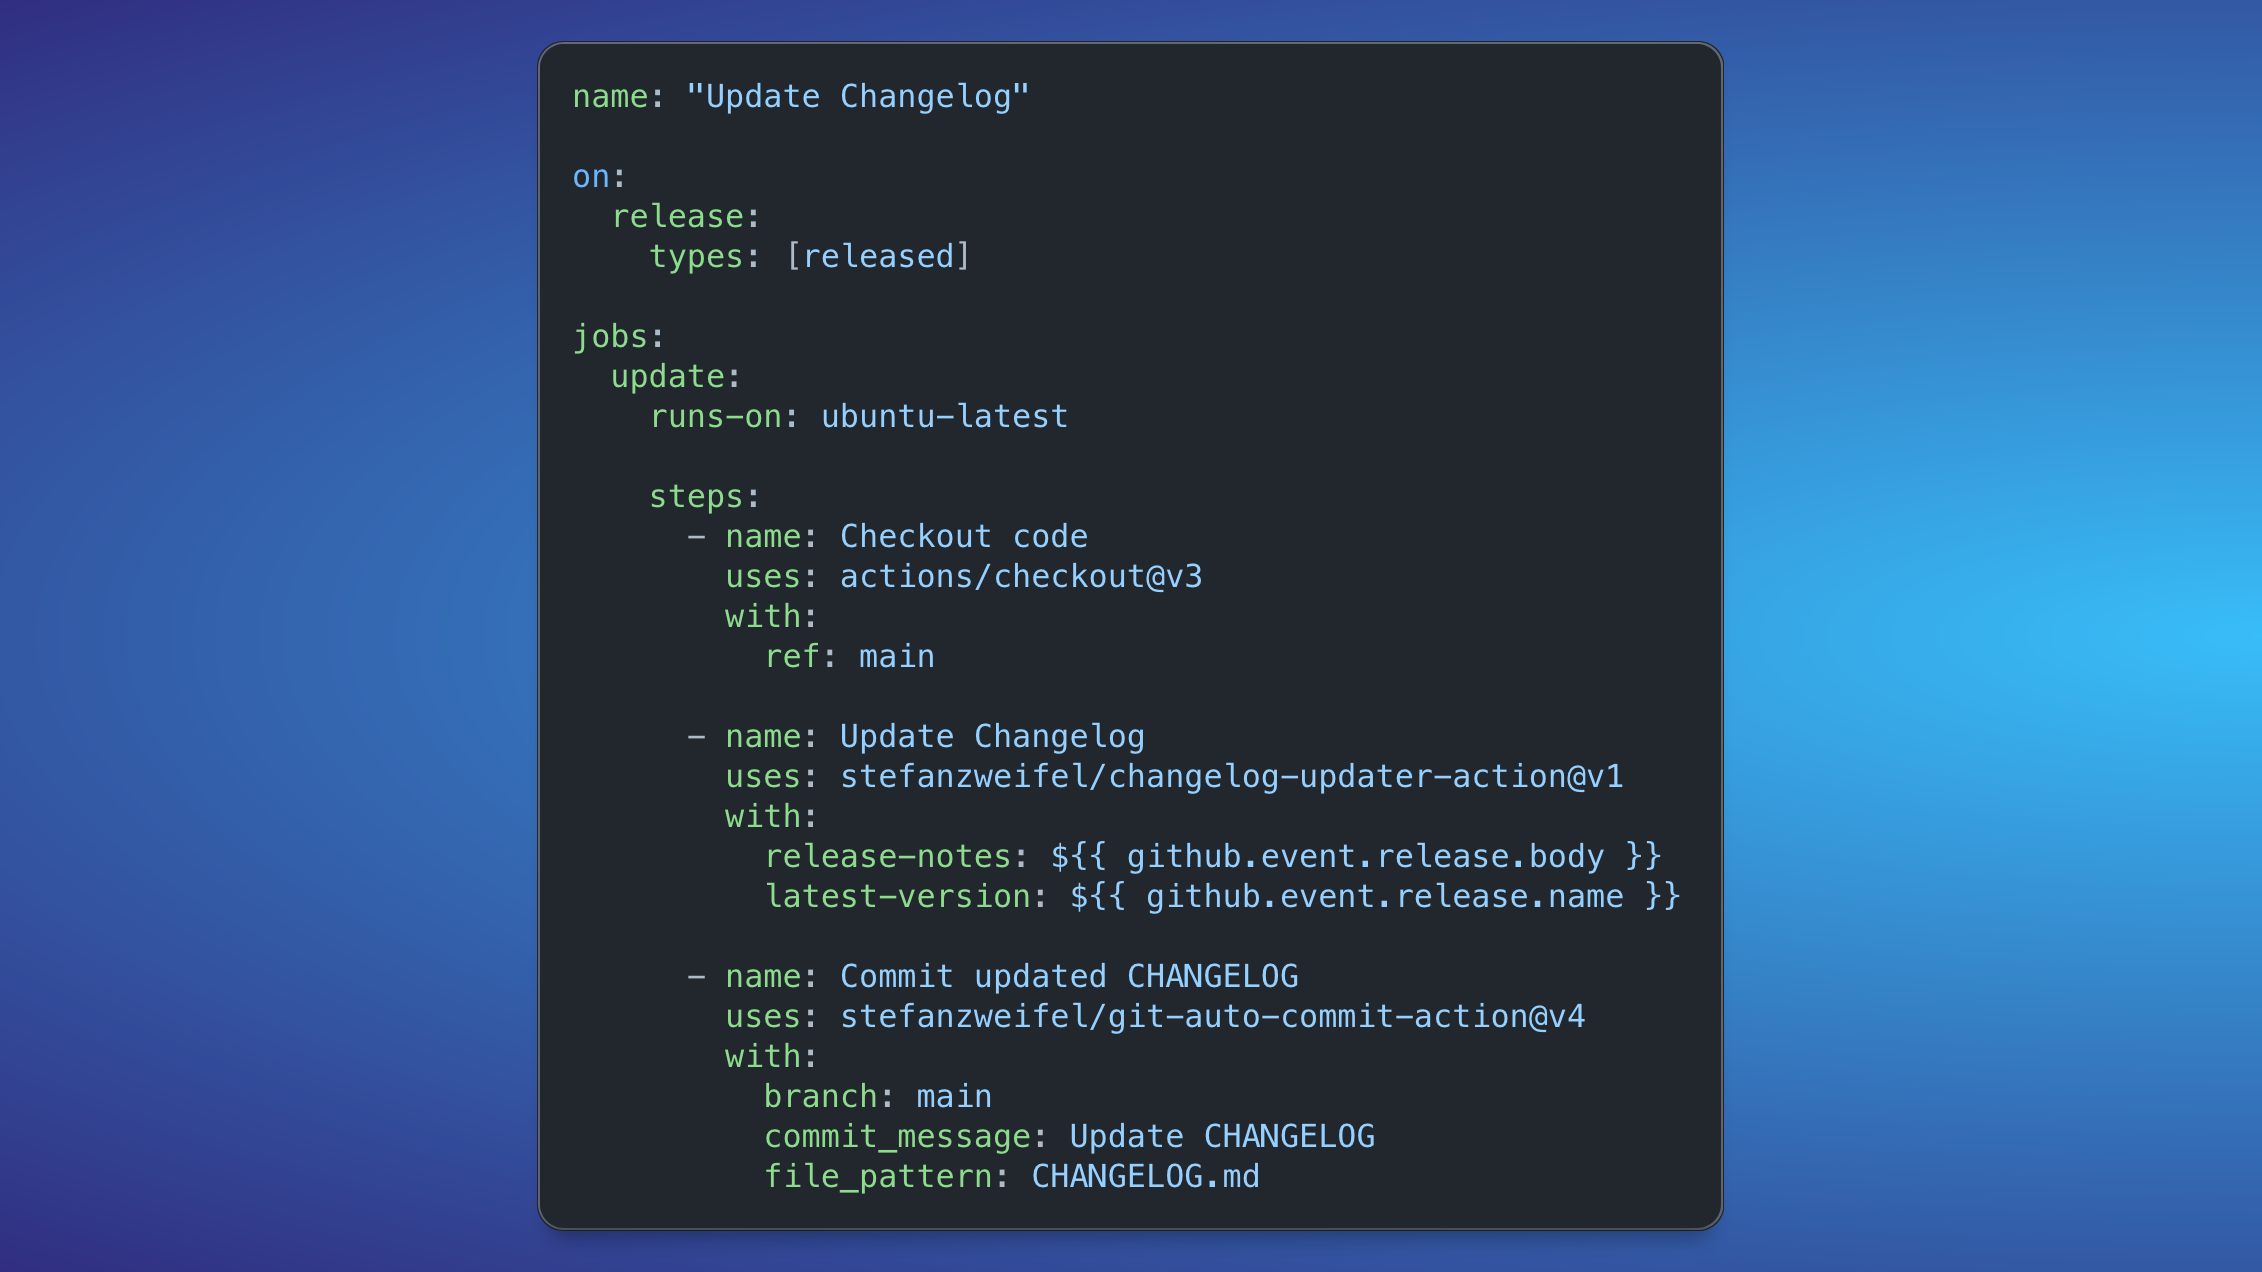 name: "Update Changelog"

on:
  release:
    types: [released]

jobs:
  update:
    runs-on: ubuntu-latest

    steps:
      - name: Checkout code
        uses: actions/checkout@v3
        with:
          ref: main

      - name: Update Changelog
        uses: stefanzweifel/changelog-updater-action@v1
        with:
          release-notes: ${{ github.event.release.body }}
          latest-version: ${{ github.event.release.name }}

      - name: Commit updated CHANGELOG
        uses: stefanzweifel/git-auto-commit-action@v4
        with:
          branch: main
          commit_message: Update CHANGELOG
          file_pattern: CHANGELOG.md